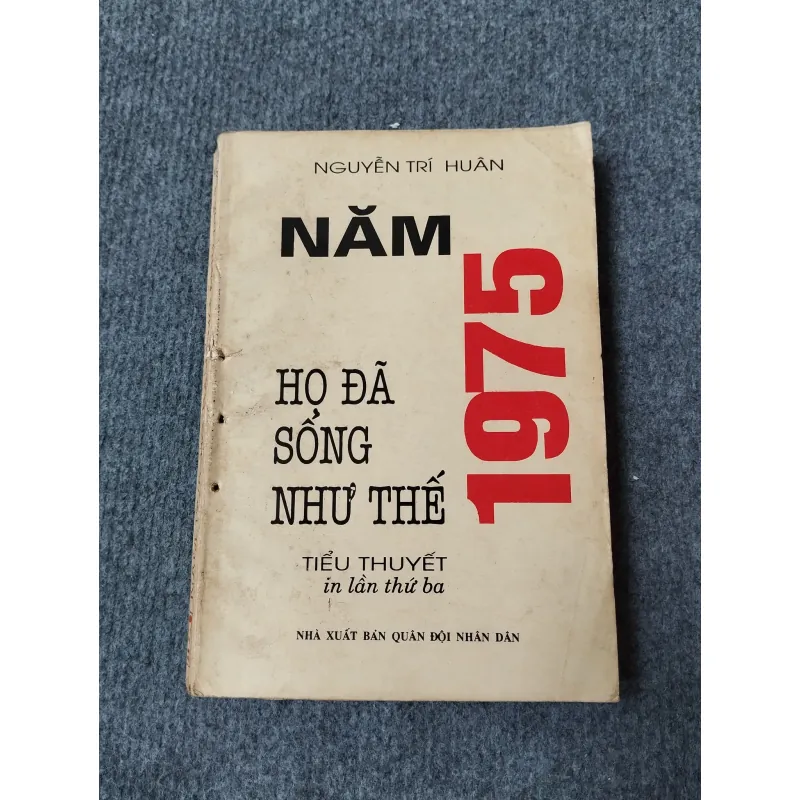 NGUYỄN TRÍ HUÂN
NĂM
1975
HỌ ĐÃ
SỐNG
NHƯ THẾ
TIỂU THUYẾT
in lần thứ ba
NHÀ XUẤT BẢN QUÂN ĐỘI NHÂN DÂN